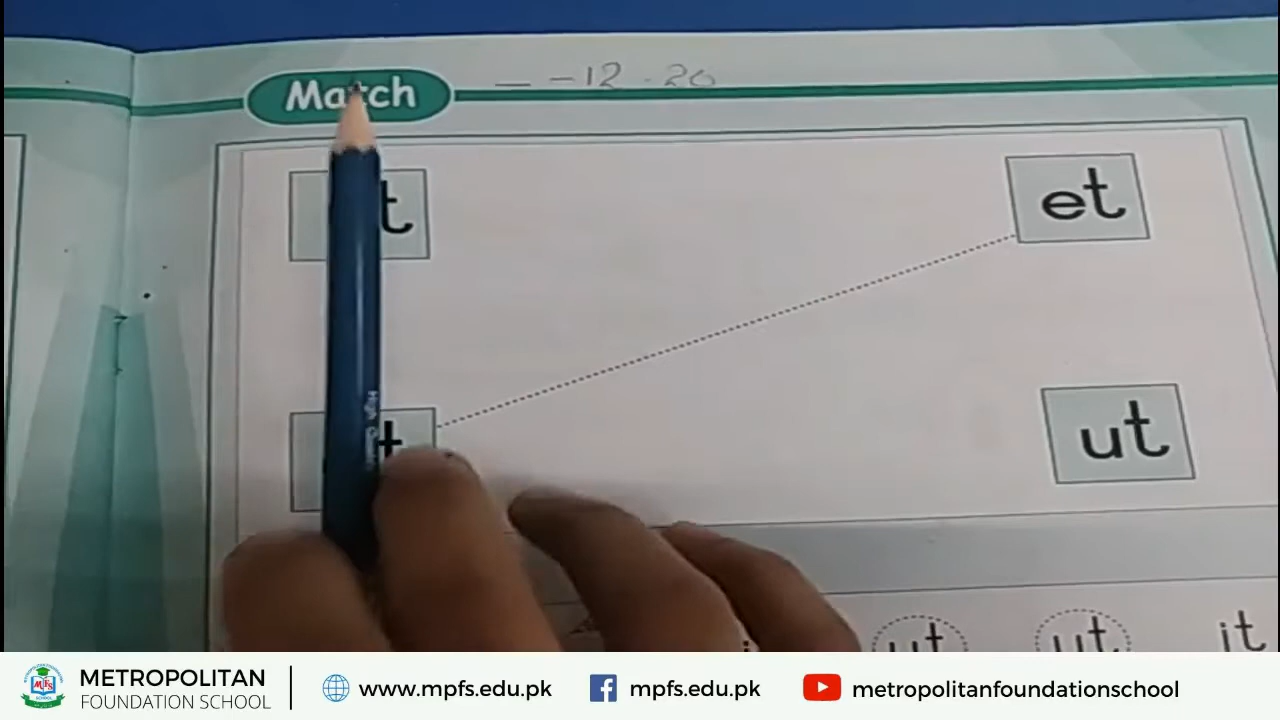 Match
— -12 - 20
et
ut
ut ut it
METROPOLITAN
FOUNDATION SCHOOL
www.mpfs.edu.pk
mpfs.edu.pk
metropolitanfoundationschool